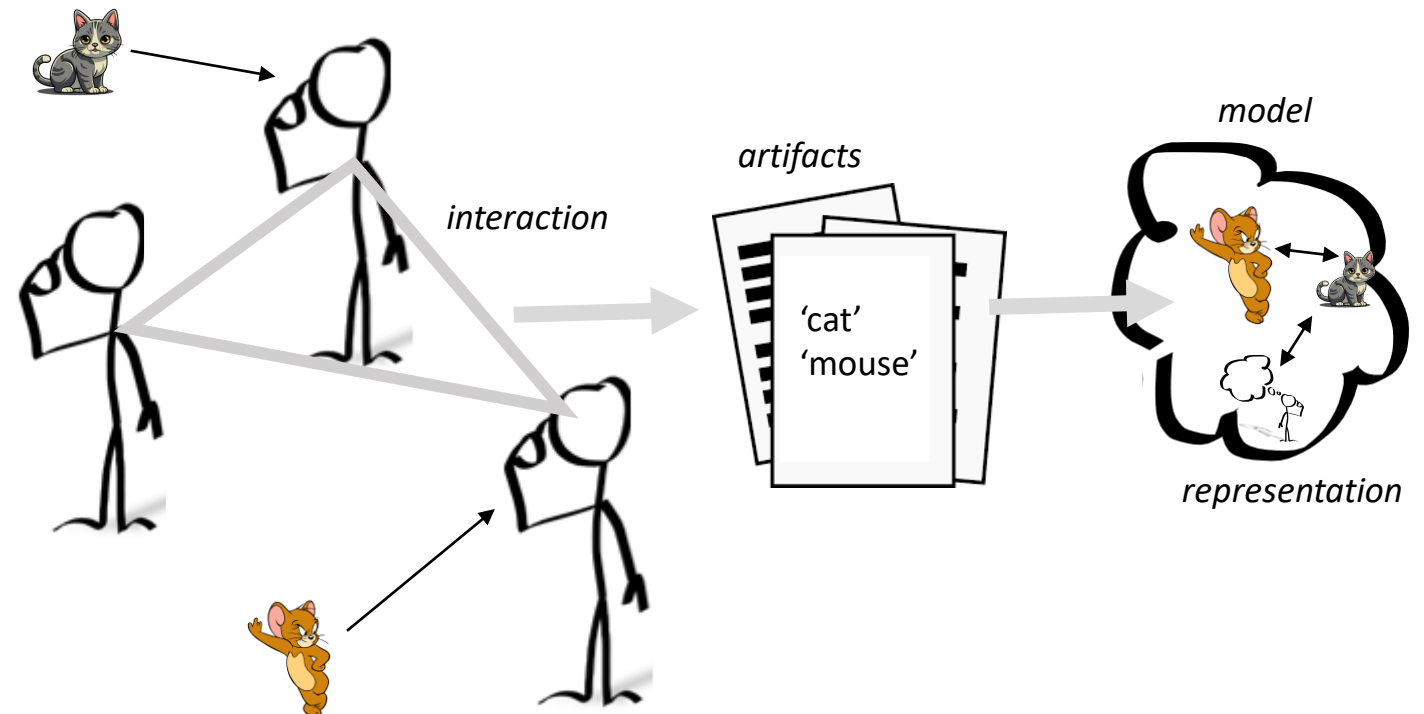 model
artifacts
interaction
‘cat’
‘mouse’
representation